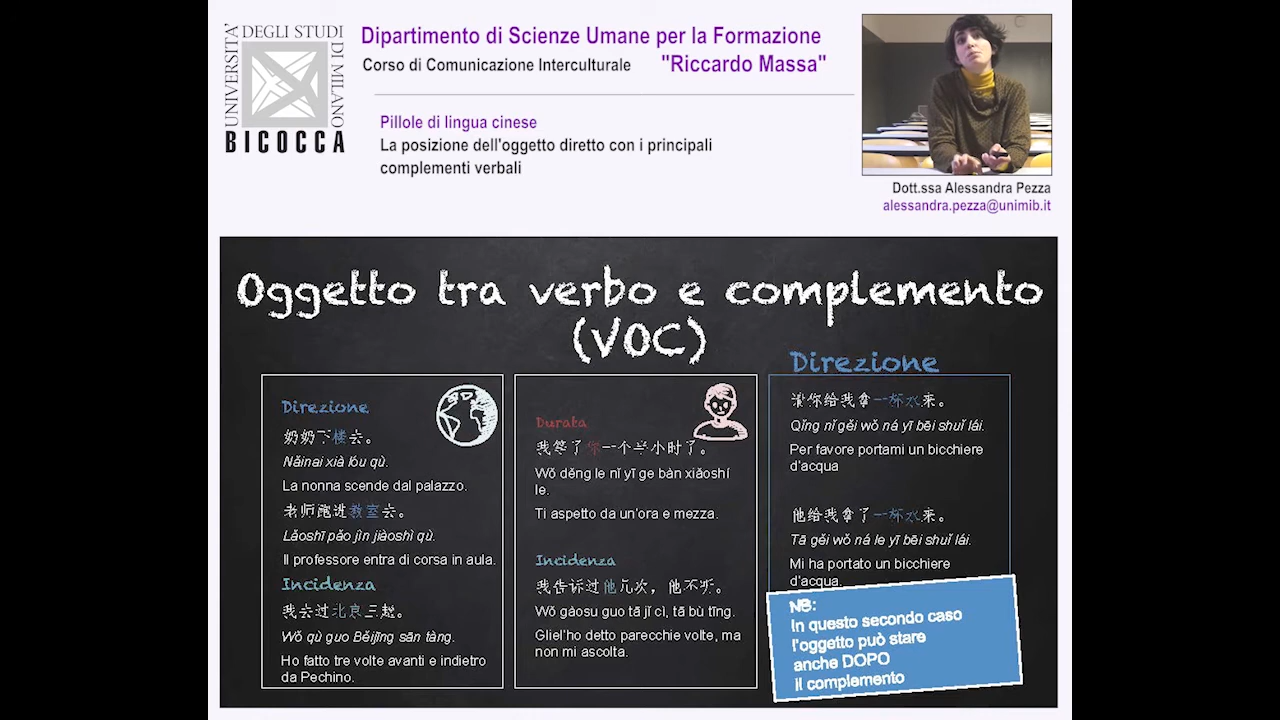 UNIVERSITA'
DEGLI STUDI
DI MILANO
BICOCCA
Dipartimento di Scienze Umane per la Formazione
Corso di Comunicazione Interculturale "Riccardo Massa"
Pillole di lingua cinese
La posizione dell'oggetto diretto con i principali
complementi verbali
Dott.ssa Alessandra Pezza
alessandra.pezza@unimib.it
Oggetto tra verbo e complemento
(VOC)
Direzione
奶奶下楼去。
Nǎinai xià lóu qù.
La nonna scende dal palazzo.
老师跑进教室去。
Lǎoshī pǎo jìn jiàoshì qù.
Il professore entra di corsa in aula.
Incidenza
我去过北京三趟。
Wǒ qù guo Běijīng sān tàng.
Ho fatto tre volte avanti e indietro
da Pechino.
Durata
我等了你一个半小时了。
Wǒ děng le nǐ yī ge bàn xiǎoshí
le.
Ti aspetto da un'ora e mezza.
Incidenza
我告诉过他几次，他不听。
Wǒ gàosu guo tā jǐ cì, tā bù tīng.
Gliel'ho detto parecchie volte, ma
non mi ascolta.
Direzione
请你给我拿一杯水来。
Qǐng nǐ gěi wǒ ná yī bēi shuǐ lái.
Per favore portami un bicchiere
d'acqua
他给我拿了一杯水来。
Tā gěi wǒ ná le yī bēi shuǐ lái.
Mi ha portato un bicchiere
d'acqua.
NB:
In questo secondo caso
l'oggetto può stare
anche DOPO
il complemento